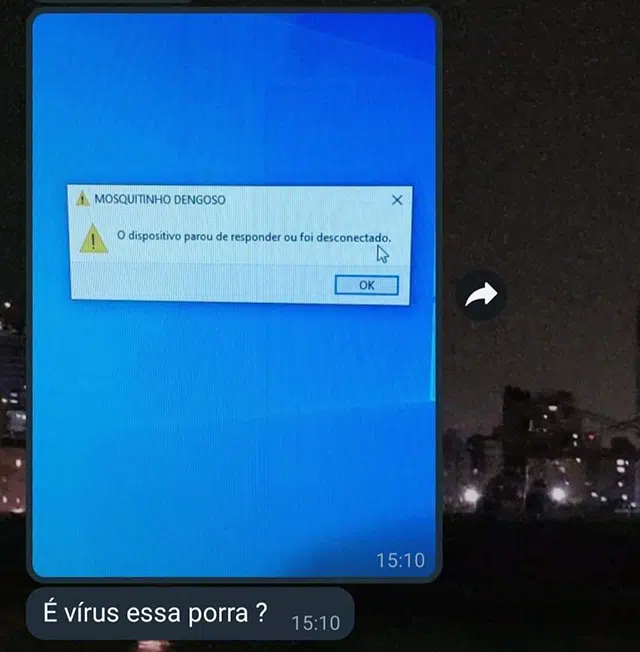 MOSQUITINHO DENGOSO
O dispositivo parou de responder ou foi desconectado.
OK
15:10
É vírus essa porra ?
15:10